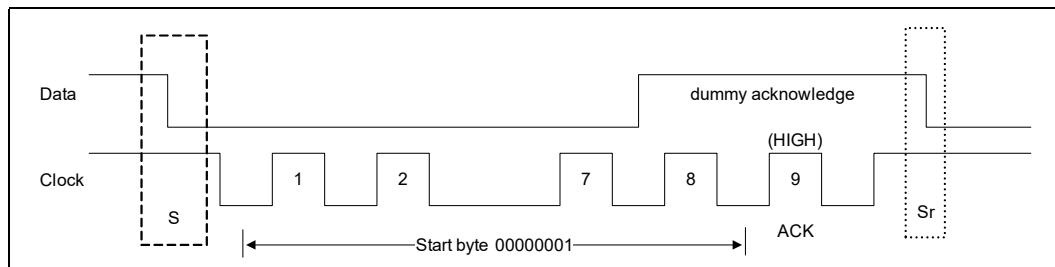 Data
dummy acknowledge
(HIGH)
Clock
1
2
7
8
9
S
Sr
ACK
Start byte 00000001